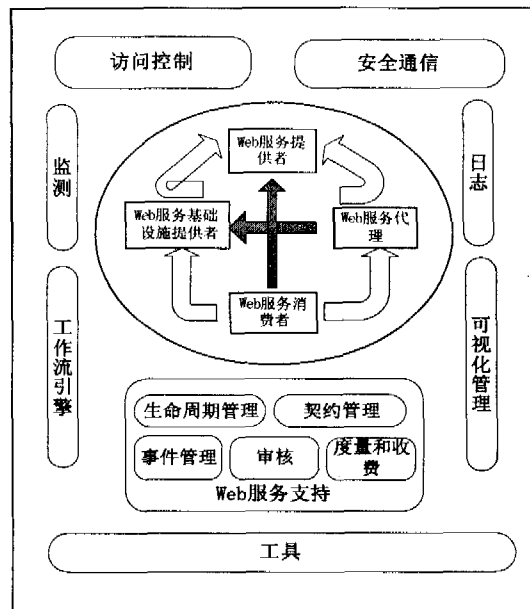 访问控制
安全通信
监测
日志
Web服务提
供者
Web服务基础
设施提供者
Web服务代
理
Web服务消
费者
工作流引擎
可视化管理
生命周期管理
契约管理
事件管理
审核
度量和收
费
Web服务支持
工具